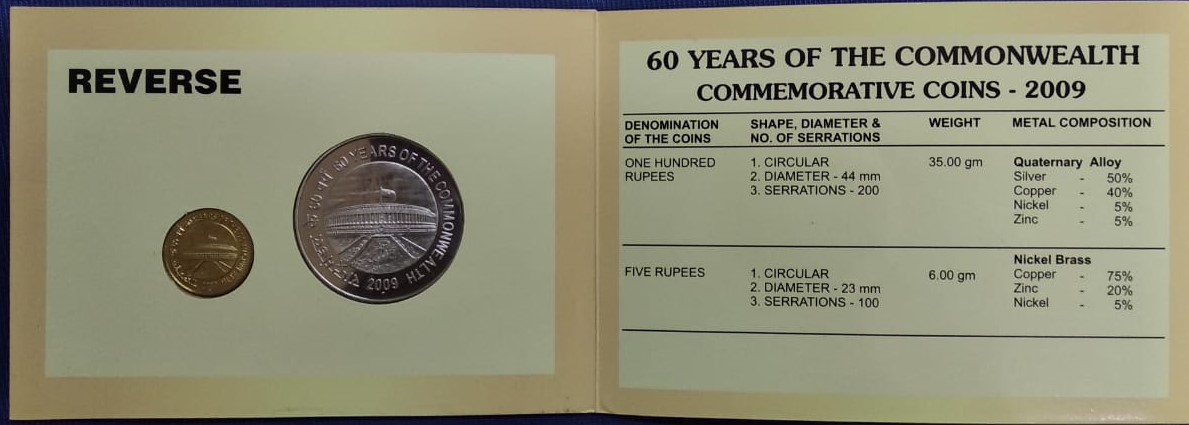 REVERSE
60 YEARS OF THE COMMONWEALTH
2009
60 YEARS OF THE COMMONWEALTH
COMMEMORATIVE COINS - 2009
DENOMINATION OF THE COINS SHAPE, DIAMETER & NO. OF SERRATIONS WEIGHT METAL COMPOSITION
ONE HUNDRED RUPEES
1. CIRCULAR
2. DIAMETER - 44 mm
3. SERRATIONS - 200
35.00 gm
Quaternary Alloy
Silver - 50%
Copper - 40%
Nickel - 5%
Zinc - 5%
FIVE RUPEES
1. CIRCULAR
2. DIAMETER - 23 mm
3. SERRATIONS - 100
6.00 gm
Nickel Brass
Copper - 75%
Zinc - 20%
Nickel - 5%